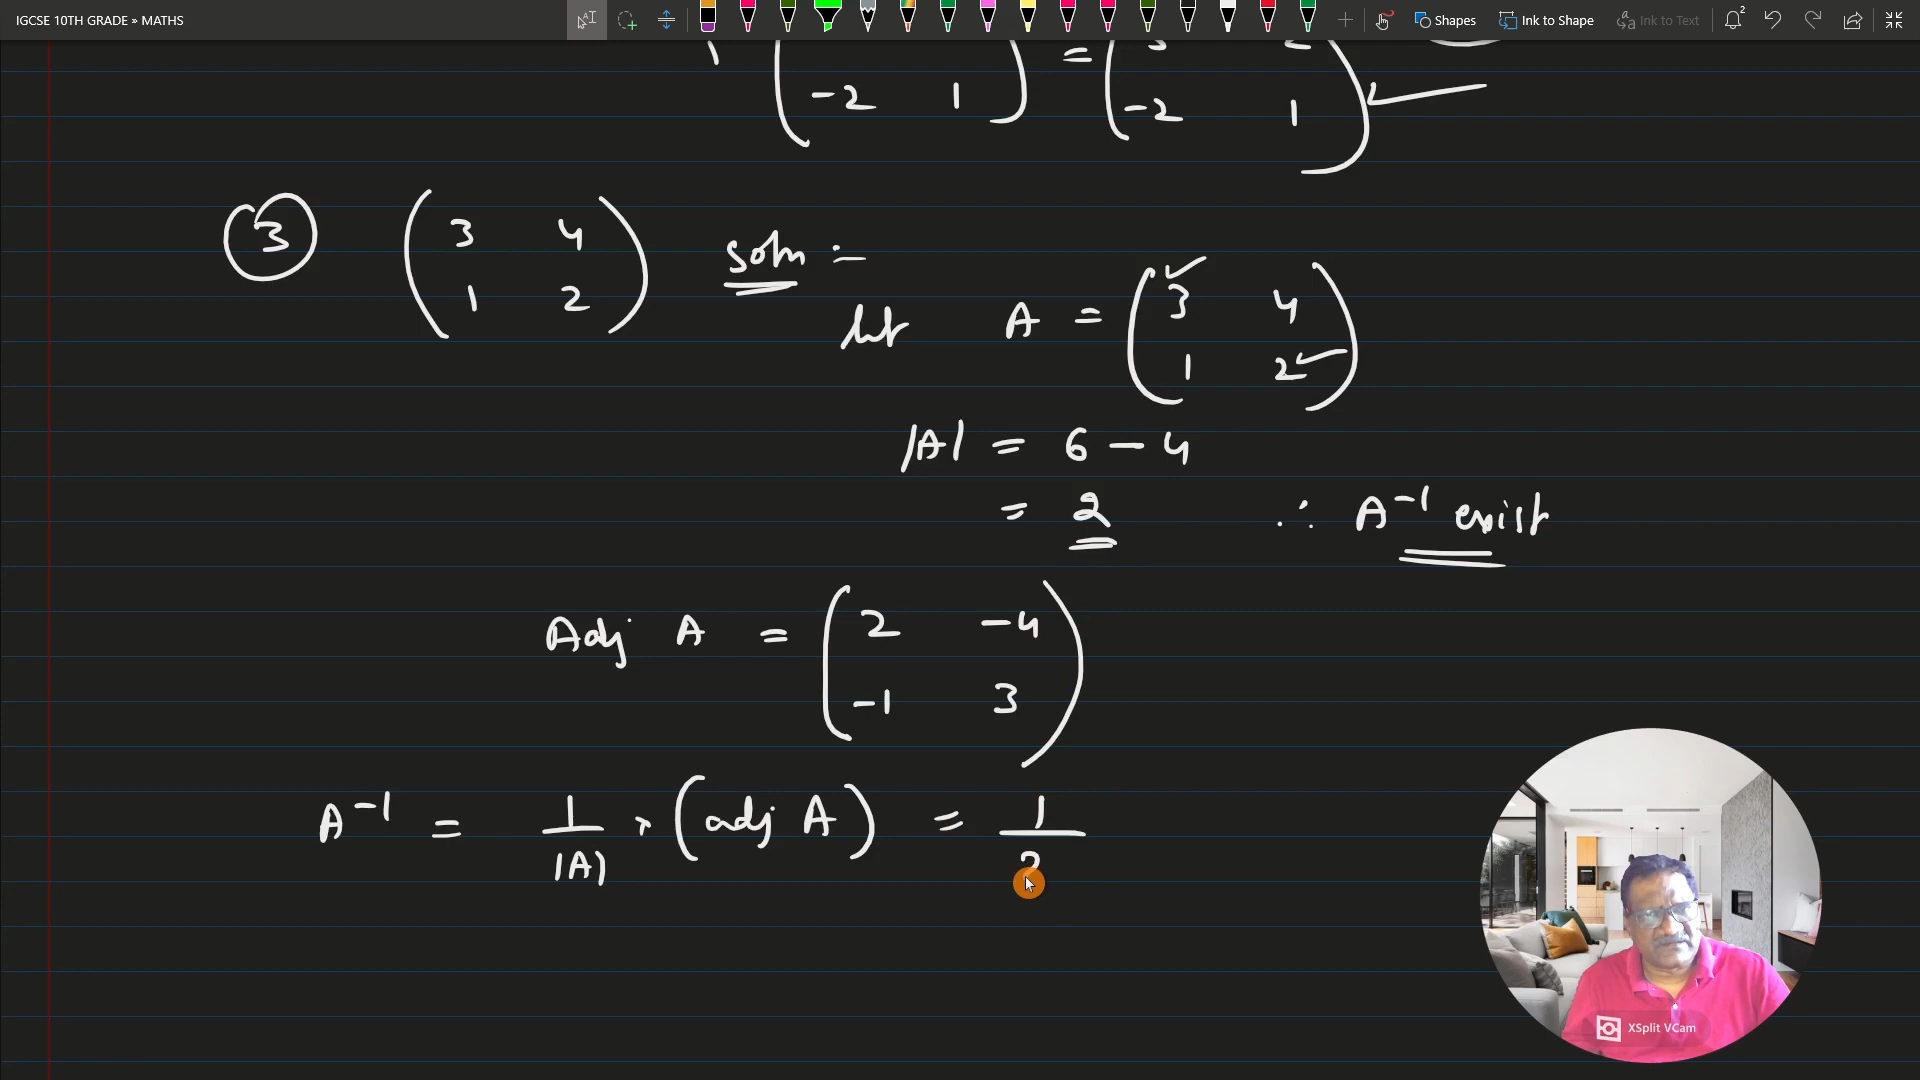 IGCSE 10TH GRADE » MATHS
Shapes Ink to Shape Ink to Text 2
=
-2 1 -2 1
3 3 4 soln :-
1 2
let A = 3 4
1 2
|A| = 6 - 4
= 2 ∴ A⁻¹ exist
Adj A = 2 -4
-1 3
A⁻¹ = 1/|A| · (adj A) = 1/2
XSplit VCam